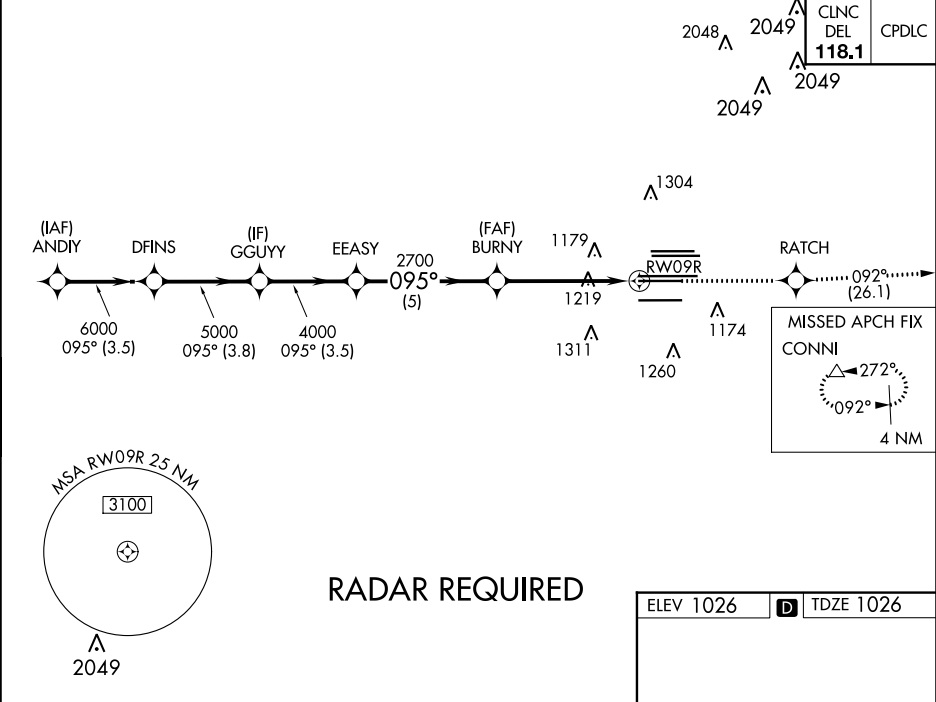 2048
2049
CLNC
DEL
118.1
CPDLC
2049
2049
1304
(IAF)
ANDIY
DFINS
(IF)
GGUYY
EEASY
2700
095°
(5)
(FAF)
BURNY
1179
1219
1311
RW09R
1174
1260
RATCH
092°
(26.1)
6000
095° (3.5)
5000
095° (3.8)
4000
095° (3.5)
MISSED APCH FIX
CONNI
272°
092°
4 NM
MSA RW09R 25 NM
3100
2049
RADAR REQUIRED
ELEV 1026
D
TDZE 1026